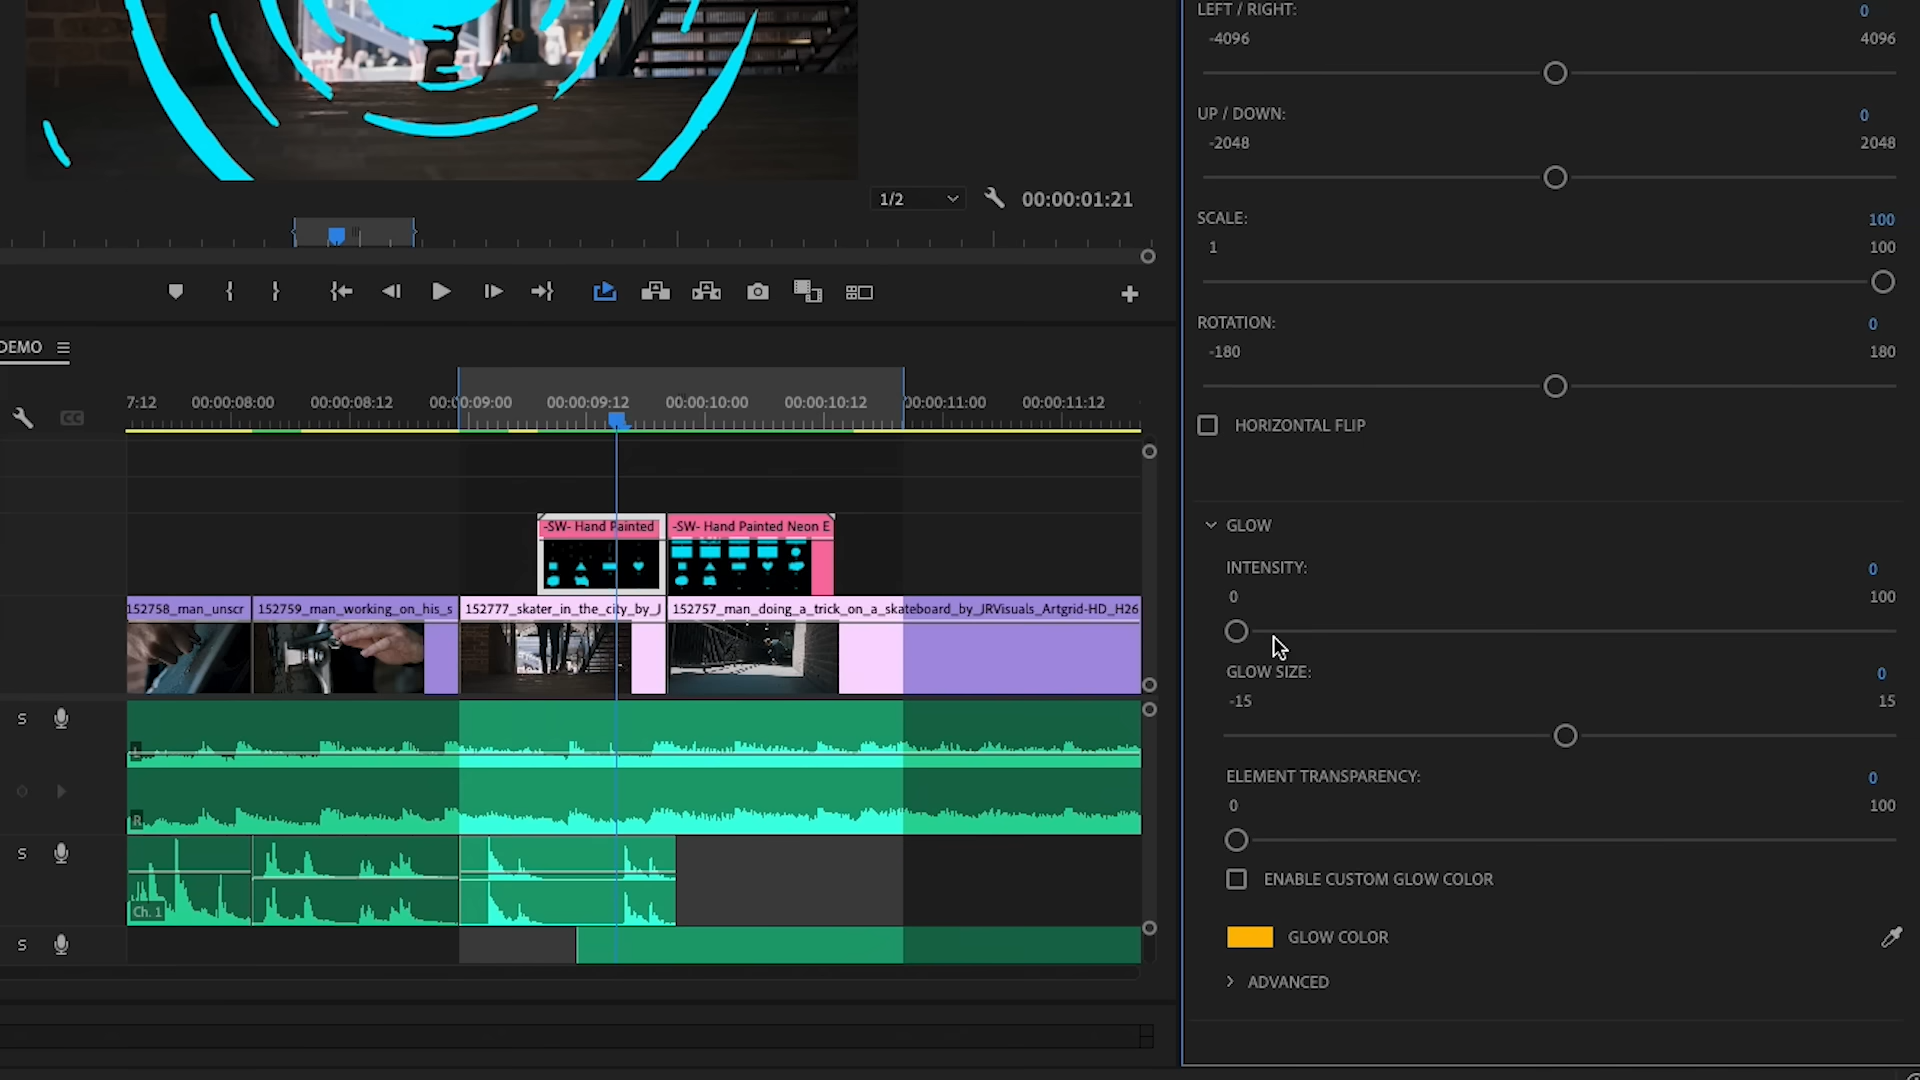 LEFT / RIGHT: 0
-4096 4096
UP / DOWN: 0
-2048 2048
SCALE: 100
1 100
ROTATION: 0
-180 180
HORIZONTAL FLIP
GLOW
INTENSITY: 0
0 100
GLOW SIZE: 0
-15 15
ELEMENT TRANSPARENCY: 0
0 100
ENABLE CUSTOM GLOW COLOR
GLOW COLOR
ADVANCED
1/2 00:00:01:21
DEMO
7:12 00:00:08:00 00:00:08:12 00:00:09:00 00:00:09:12 00:00:10:00 00:00:10:12 00:00:11:00 00:00:11:12
CC
-SW- Hand Painted -SW- Hand Painted Neon E
152758_man_unscr 152759_man_working_on_his_s 152777_skater_in_the_city_by_J 152757_man_doing_a_trick_on_a_skateboard_by_JRVisuals_Artgrid-HD_H26
S L
R
S
Ch. 1
S